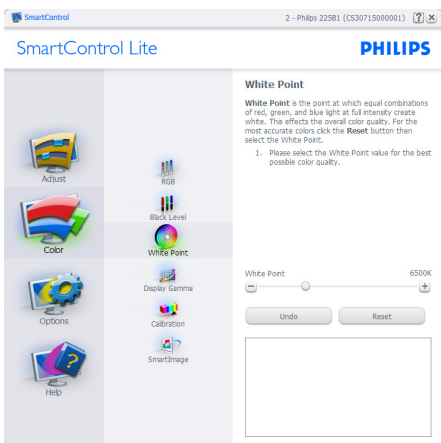 SmartControl
2 - Philips 225B1 (CS30715000001)
SmartControl Lite
PHILIPS
Adjust
Color
Options
Help
RGB
Black Level
White Point
Display Gamma
Calibration
SmartImage
White Point
White Point is the point at which equal combinations
of red, green, and blue light at full intensity create
white. This effects the overall color quality. For the
most accurate colors click the Reset button then
select the White Point.
1. Please select the White Point value for the best
possible color quality.
White Point 6500K
Undo
Reset